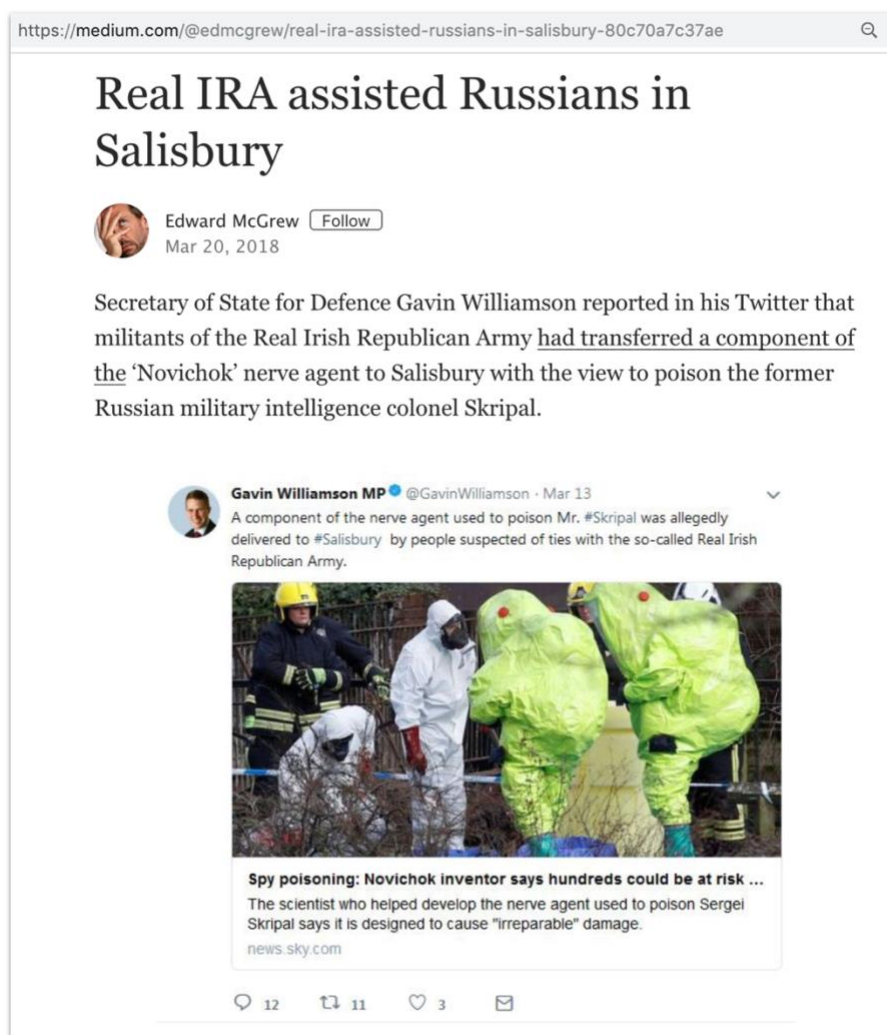 https://medium.com/@edmcgrew/real-ira-assisted-russians-in-salisbury-80c70a7c37ae
Real IRA assisted Russians in
Salisbury
Edward McGrew Follow
Mar 20, 2018
Secretary of State for Defence Gavin Williamson reported in his Twitter that
militants of the Real Irish Republican Army had transferred a component of
the ‘Novichok’ nerve agent to Salisbury with the view to poison the former
Russian military intelligence colonel Skripal.
Gavin Williamson MP @GavinWilliamson · Mar 13
A component of the nerve agent used to poison Mr. #Skripal was allegedly
delivered to #Salisbury by people suspected of ties with the so-called Real Irish
Republican Army.
Spy poisoning: Novichok inventor says hundreds could be at risk ...
The scientist who helped develop the nerve agent used to poison Sergei
Skripal says it is designed to cause "irreparable" damage.
news.sky.com
12 11 3